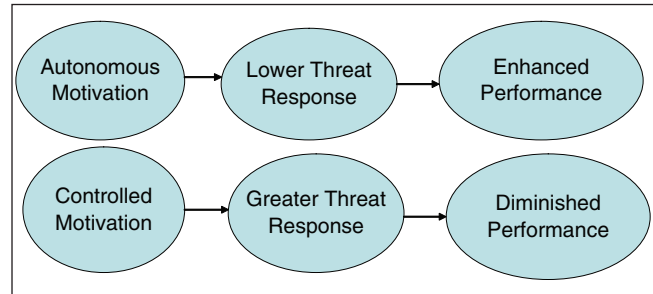 Autonomous
Motivation
Lower Threat
Response
Enhanced
Performance
Controlled
Motivation
Greater Threat
Response
Diminished
Performance